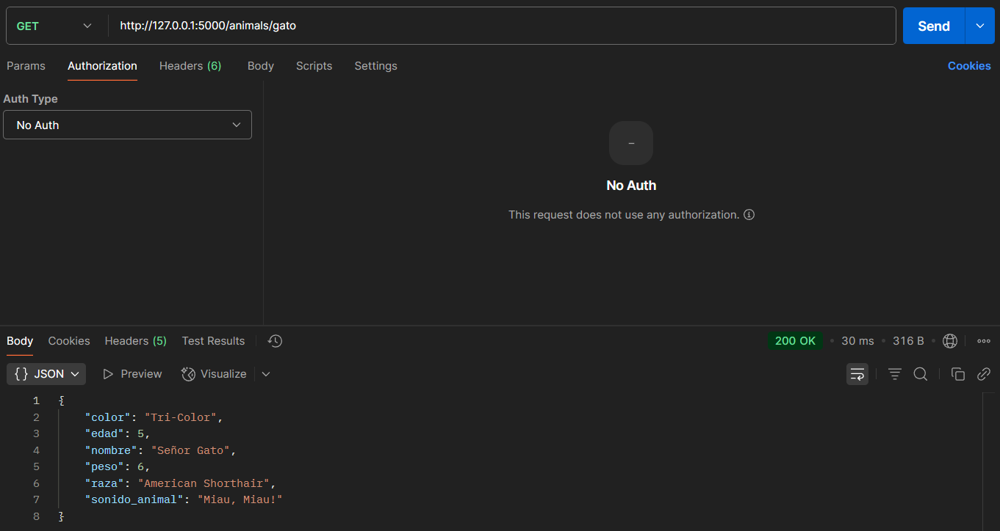 GET http://127.0.0.1:5000/animals/gato Send
Params Authorization Headers (6) Body Scripts Settings Cookies
Auth Type
No Auth
No Auth
This request does not use any authorization.
Body Cookies Headers (5) Test Results 200 OK • 30 ms • 316 B •
{} JSON Preview Visualize
1 {
2 "color": "Tri-Color",
3 "edad": 5,
4 "nombre": "Señor Gato",
5 "peso": 6,
6 "raza": "American Shorthair",
7 "sonido_animal": "Miau, Miau!"
8 }